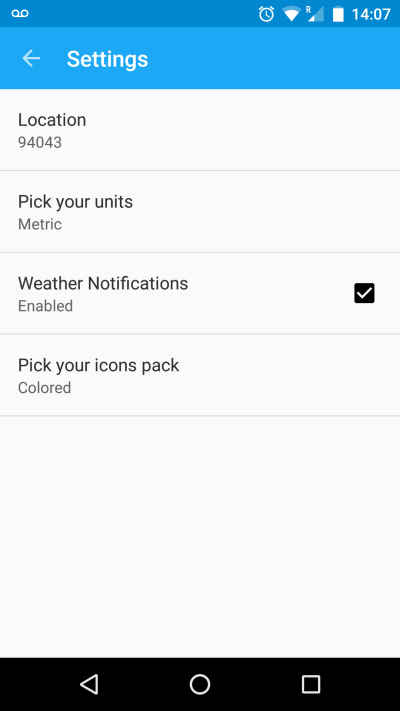 R
14:07
Settings
Location
94043
Pick your units
Metric
Weather Notifications
Enabled
Pick your icons pack
Colored